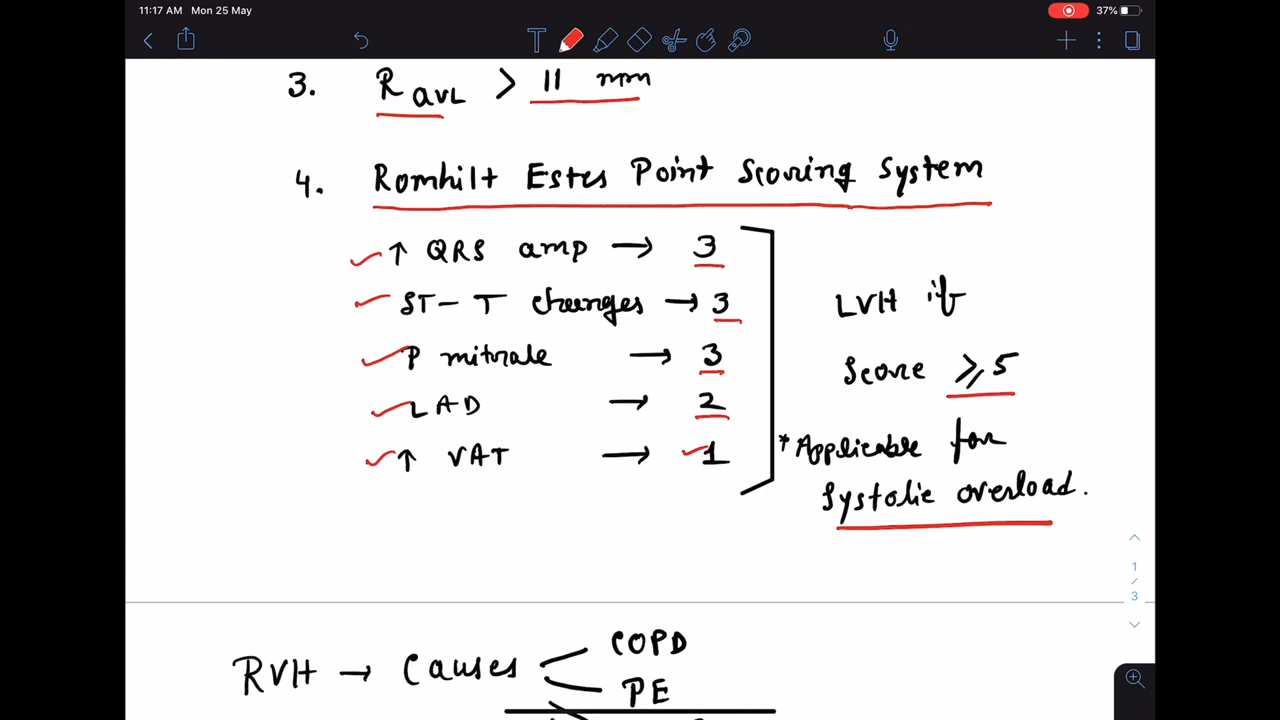 11:17 AM Mon 25 May
37%
T
3. R aVL > 11 mm
4. Romhilt Estes Point Scoring System
↑ QRS amp → 3
ST-T changes → 3
P mitrale → 3
LAD → 2
↑ VAT → 1
LVH if
Score ≥ 5
*Applicable for
Systolic overload.
1
/
3
RVH → Causes
COPD
PE